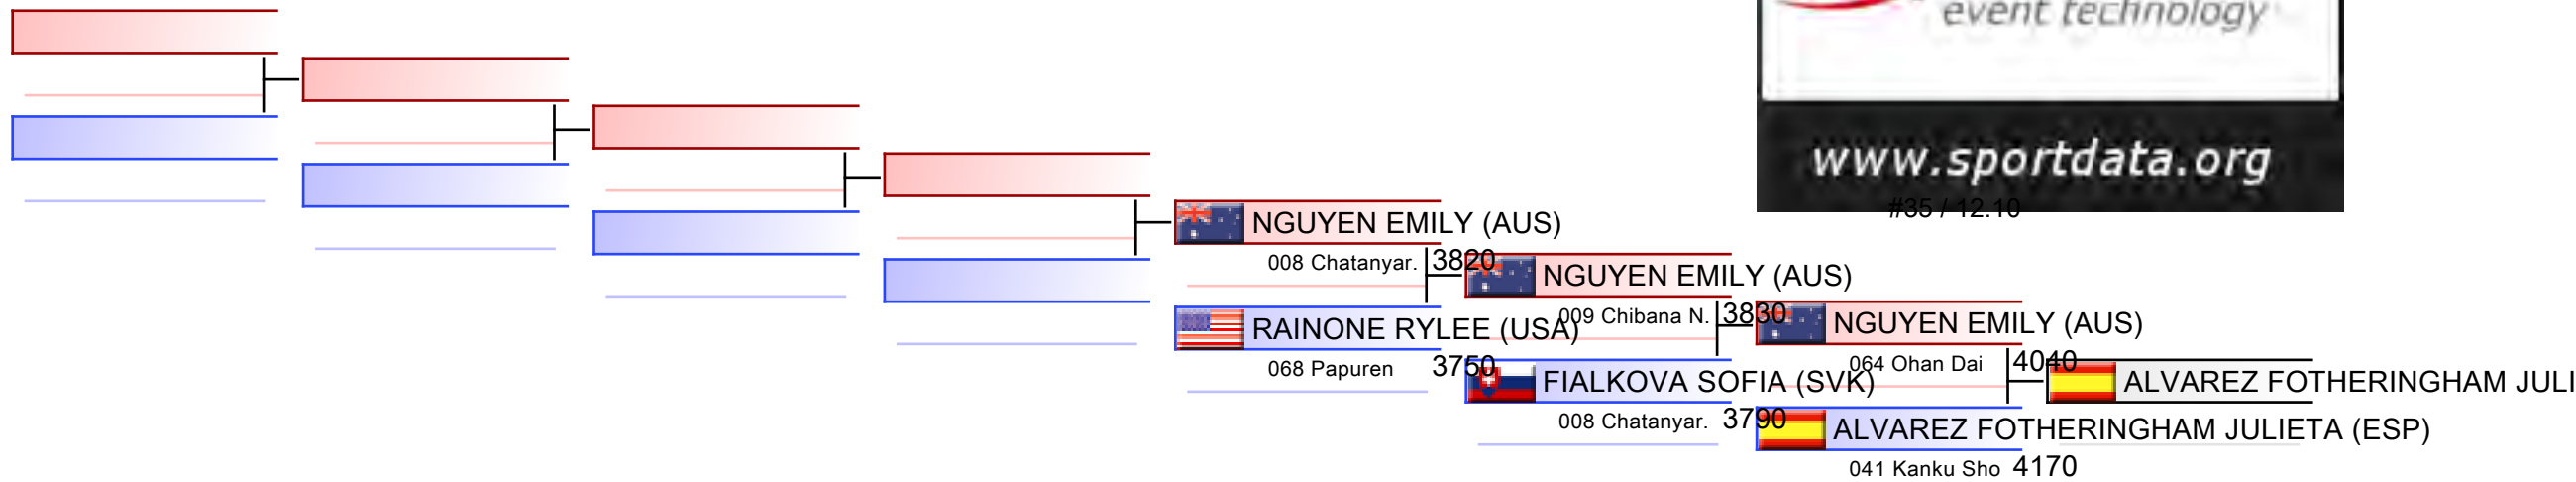 event technology
www.sportdata.org
#35 / 12.10
NGUYEN EMILY (AUS)
008 Chatanyar. 3820
RAINONE RYLEE (USA)
068 Papuren 3750
NGUYEN EMILY (AUS)
009 Chibana N. 3830
FIALKOVA SOFIA (SVK)
008 Chatanyar. 3790
NGUYEN EMILY (AUS)
064 Ohan Dai 4040
ALVAREZ FOTHERINGHAM JULIETA (ESP)
041 Kanku Sho 4170
ALVAREZ FOTHERINGHAM JULI